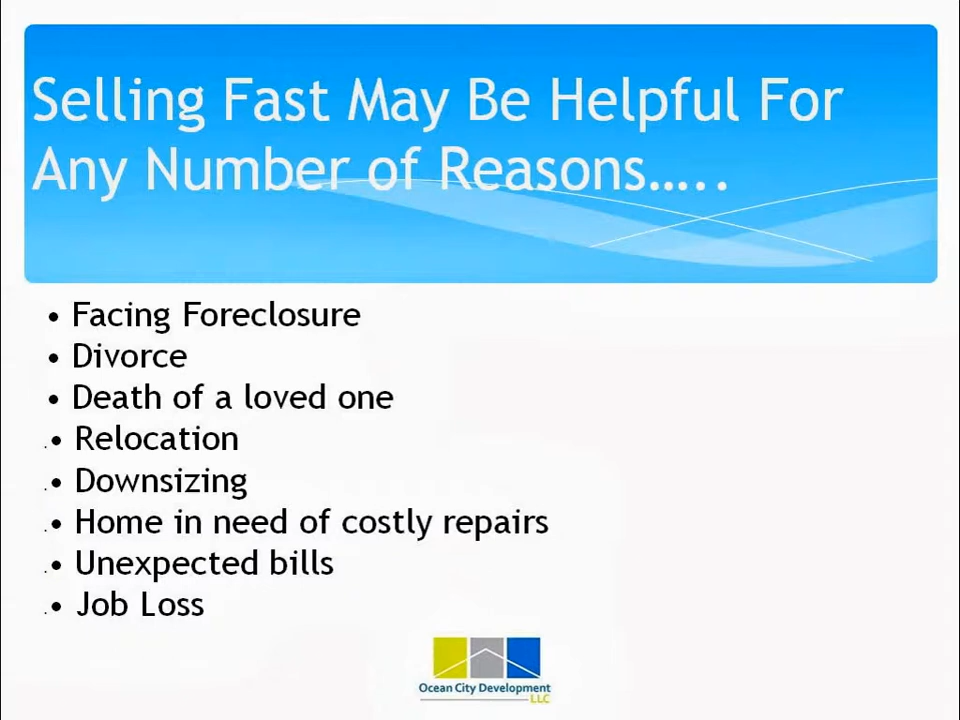 Selling Fast May Be Helpful For
Any Number of Reasons…..
• Facing Foreclosure
• Divorce
• Death of a loved one
• Relocation
• Downsizing
• Home in need of costly repairs
• Unexpected bills
• Job Loss
Ocean City Development
LLC